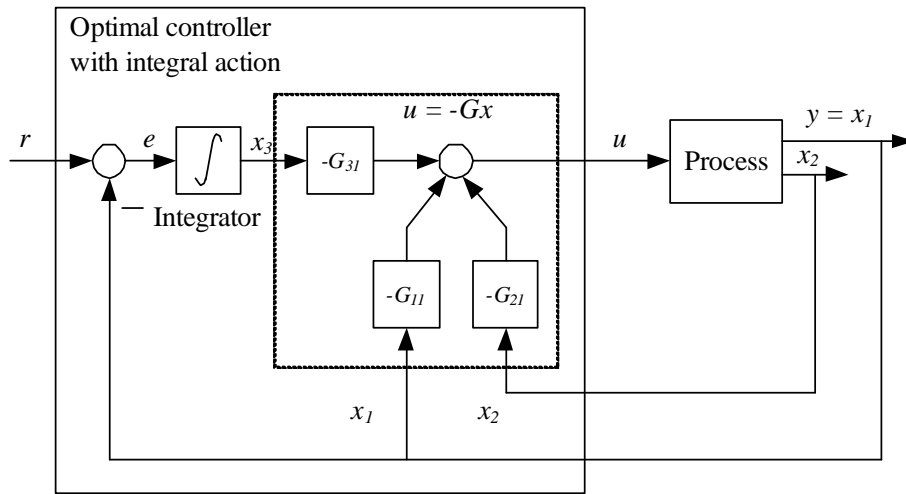 Optimal controller
with integral action
u = -Gx
r
e
x₃
-G₃₁
u
Process
y = x₁
x₂
— Integrator
-G₁₁
-G₂₁
x₁
x₂